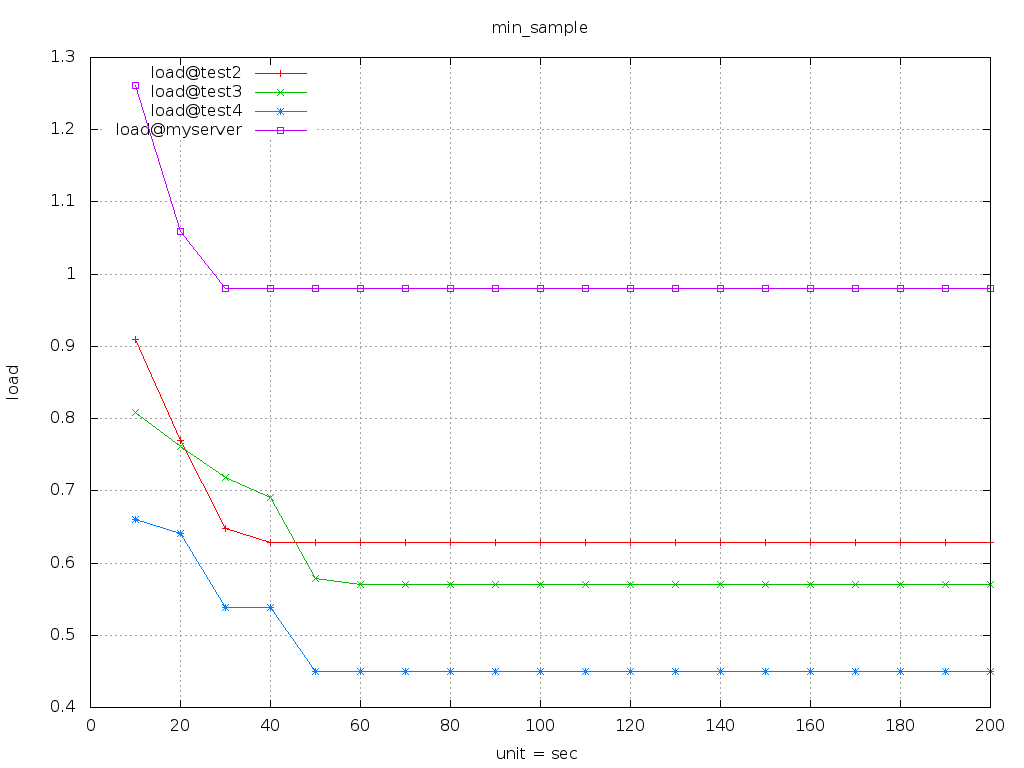 min_sample
1.3
load@test2
load@test3
load@test4
load@myserver
1.2
1.1
1
0.9
load
0.8
0.7
0.6
0.5
0.4
0 20 40 60 80 100 120 140 160 180 200
unit = sec